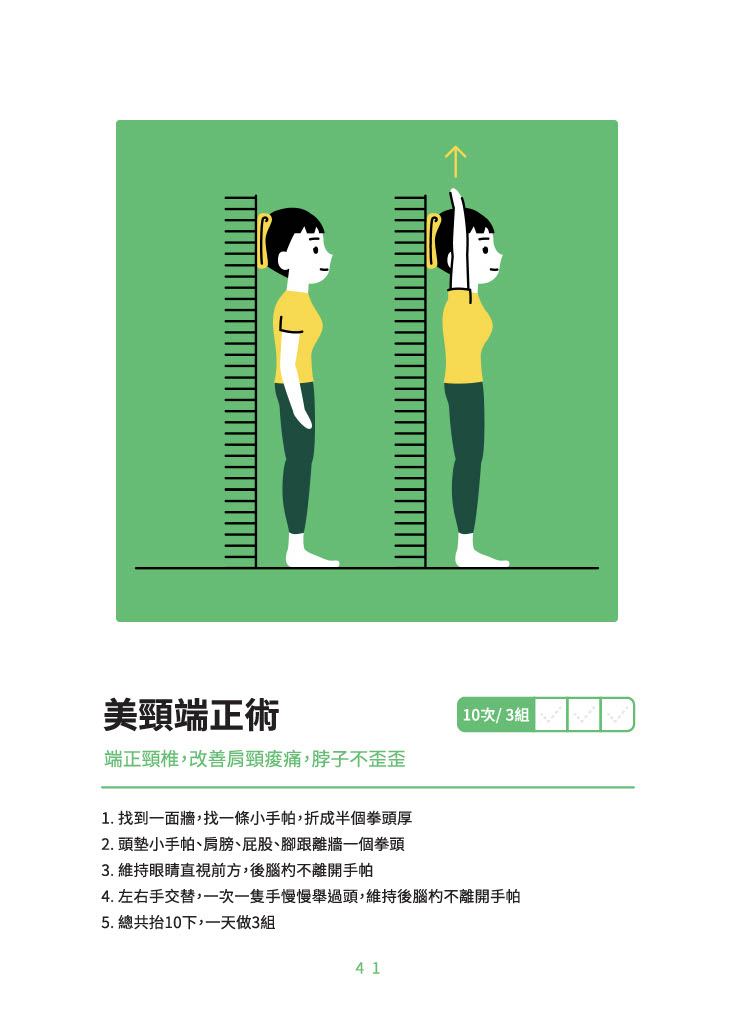 美頸端正術
10次/ 3組
端正頸椎,改善肩頸痠痛,脖子不歪歪
1. 找到一面牆,找一條小手帕,折成半個拳頭厚
2. 頭墊小手帕、肩膀、屁股、腳跟離牆一個拳頭
3. 維持眼睛直視前方,後腦杓不離開手帕
4. 左右手交替,一次一隻手慢慢舉過頭,維持後腦杓不離開手帕
5. 總共抬10下,一天做3組
41